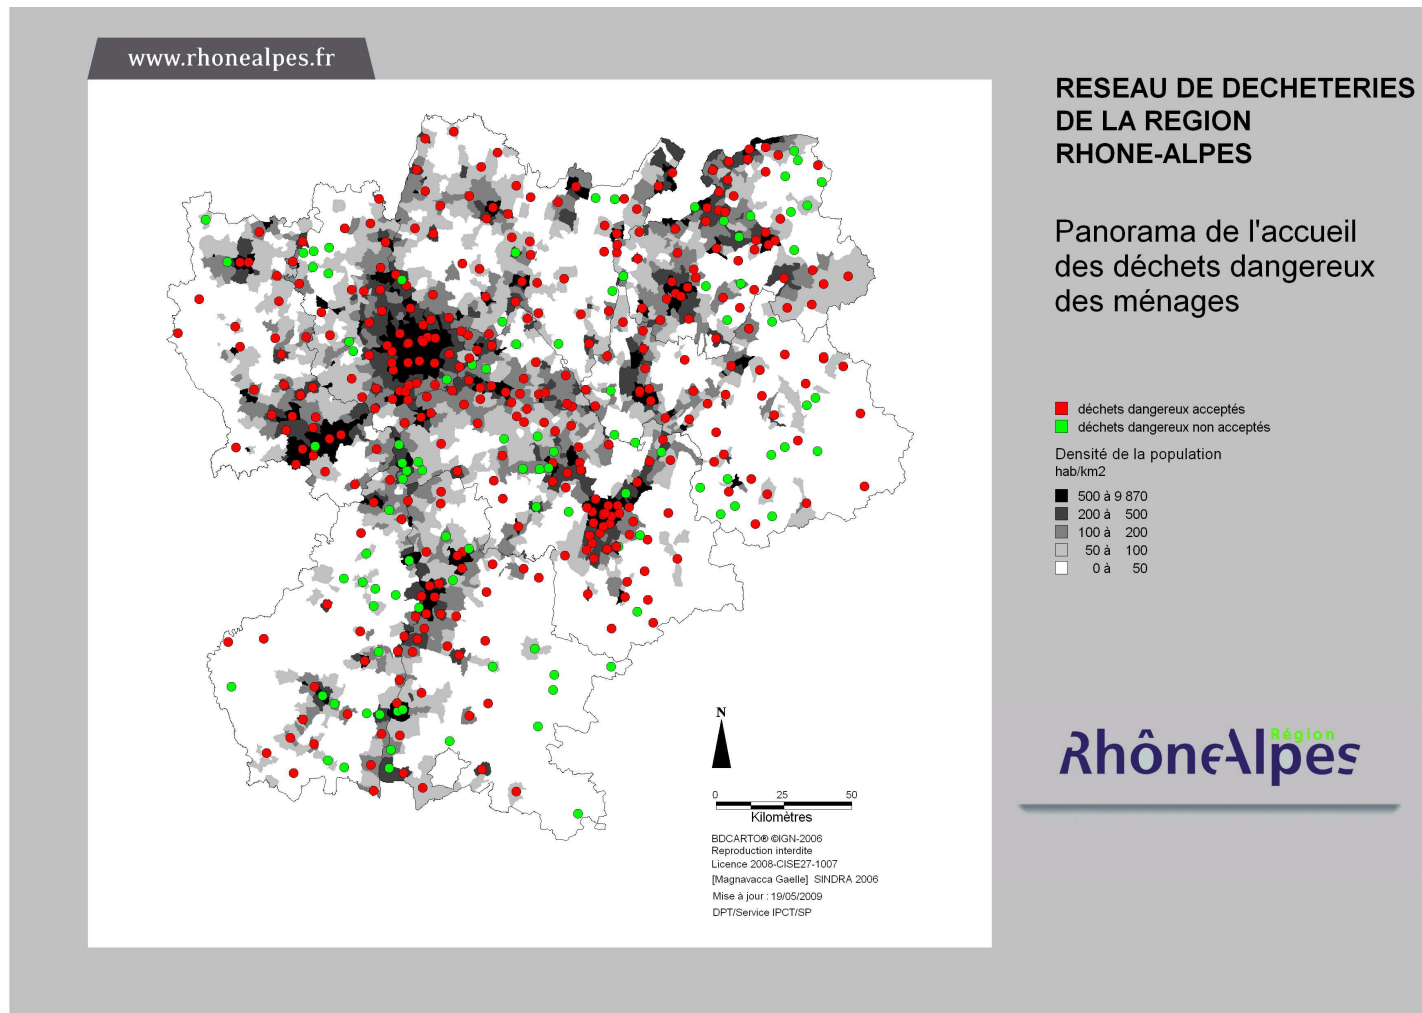 www.rhonealpes.fr
RESEAU DE DECHETERIES
DE LA REGION
RHONE-ALPES
Panorama de l'accueil
des déchets dangereux
des ménages
déchets dangereux acceptés
déchets dangereux non acceptés
Densité de la population
hab/km2
500 à 9 870
200 à 500
100 à 200
50 à 100
0 à 50
N
0 25 50
Kilomètres
BDCARTO® ©IGN-2006
Reproduction interdite
Licence 2008-CISE27-1007
[Magnavacca Gaelle] SINDRA 2006
Mise à jour : 19/05/2009
DPT/Service IPCT/SP
Région
RhôneAlpes